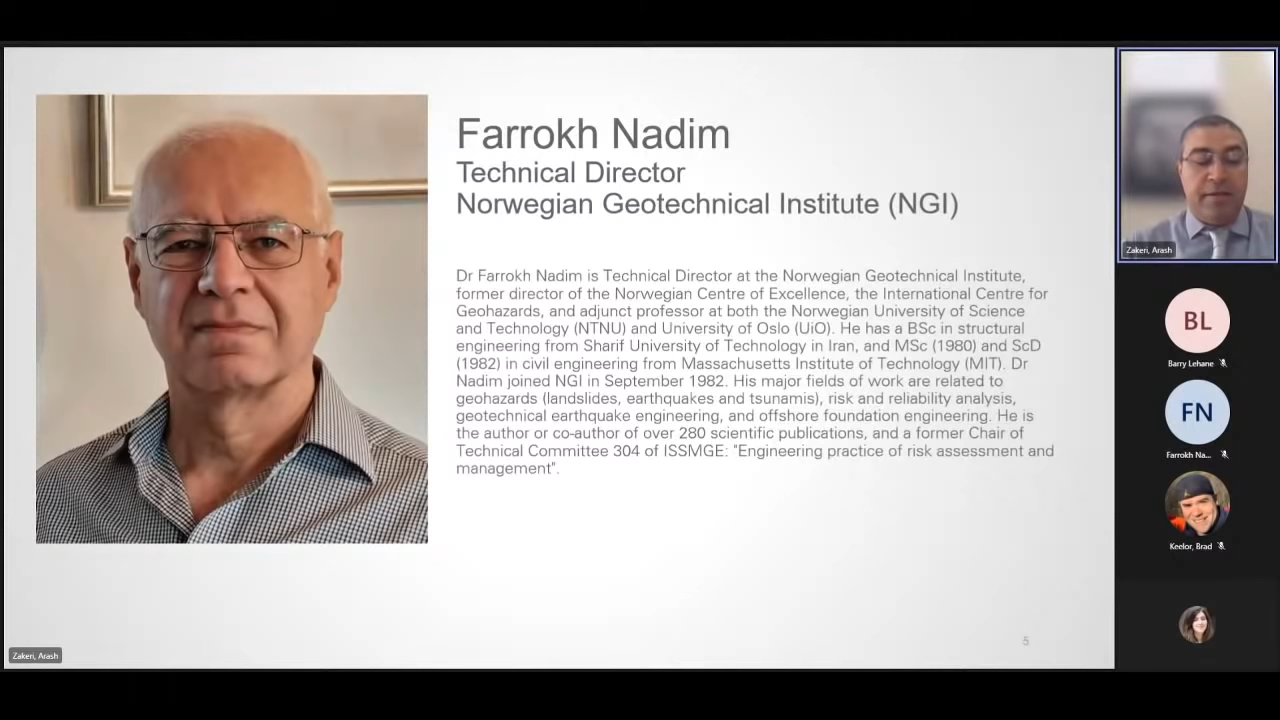 Farrokh Nadim
Technical Director
Norwegian Geotechnical Institute (NGI)
Dr Farrokh Nadim is Technical Director at the Norwegian Geotechnical Institute,
former director of the Norwegian Centre of Excellence, the International Centre for
Geohazards, and adjunct professor at both the Norwegian University of Science
and Technology (NTNU) and University of Oslo (UiO). He has a BSc in structural
engineering from Sharif University of Technology in Iran, and MSc (1980) and ScD
(1982) in civil engineering from Massachusetts Institute of Technology (MIT). Dr
Nadim joined NGI in September 1982. His major fields of work are related to
geohazards (landslides, earthquakes and tsunamis), risk and reliability analysis,
geotechnical earthquake engineering, and offshore foundation engineering. He is
the author or co-author of over 280 scientific publications, and a former Chair of
Technical Committee 304 of ISSMGE: "Engineering practice of risk assessment and
management".
5
Zakeri, Arash
Zakeri, Arash
BL
Barry Lehane
FN
Farrokh Na...
Keelor, Brad